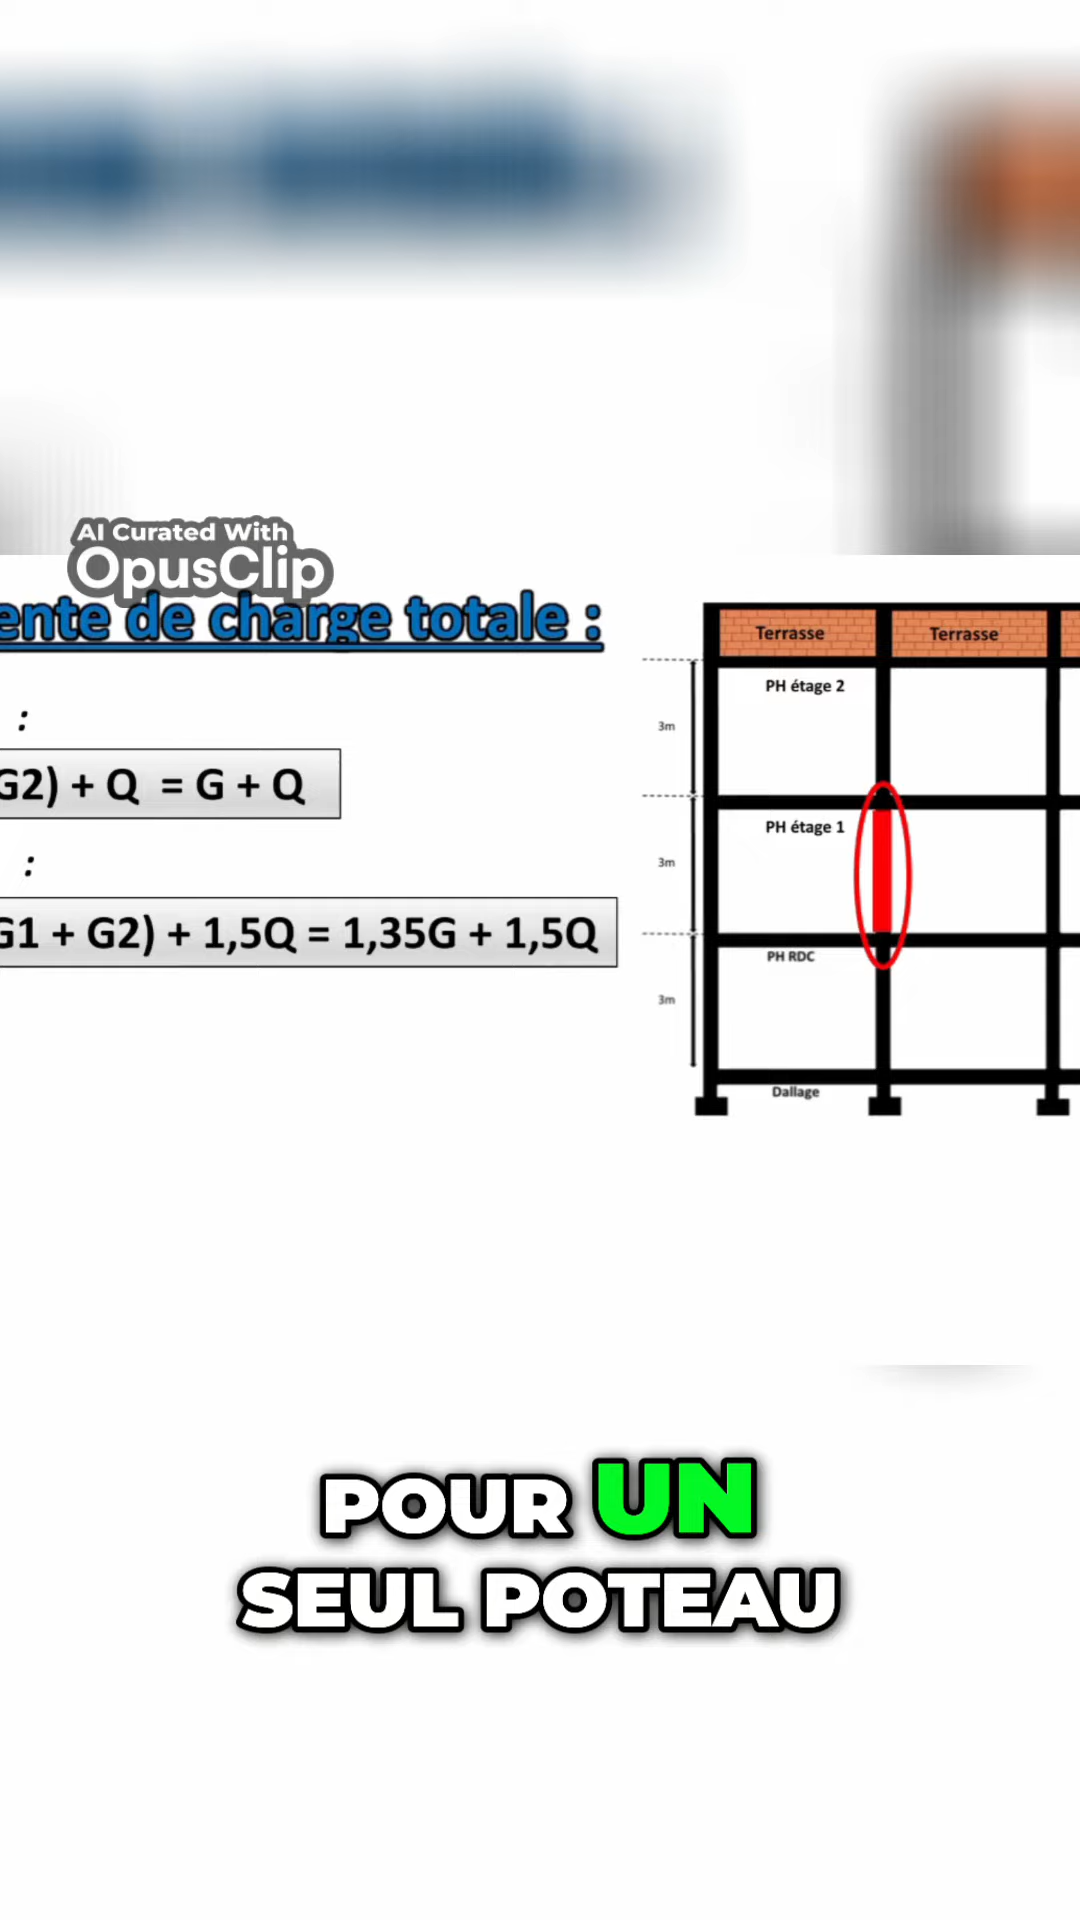 AI Curated With
OpusClip
ente de charge totale :
:
G2) + Q = G + Q
:
G1 + G2) + 1,5Q = 1,35G + 1,5Q
Terrasse
Terrasse
PH étage 2
3m
PH étage 1
3m
PH RDC
3m
Dallage
POUR UN
SEUL POTEAU